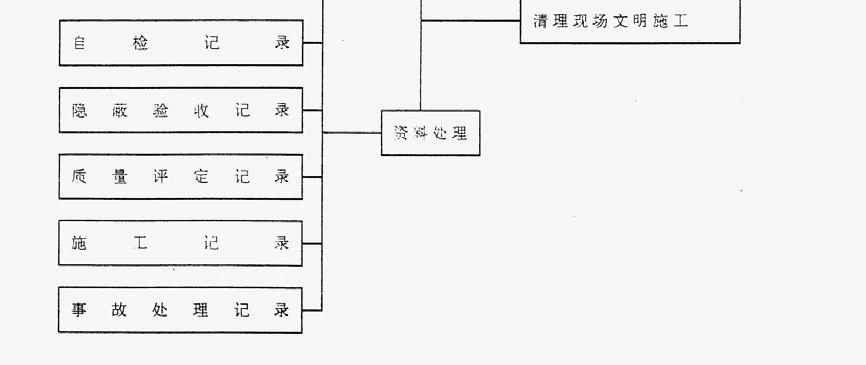 清理现场文明施工
自检记录
隐蔽验收记录
资料处理
质量评定记录
施工记录
事故处理记录